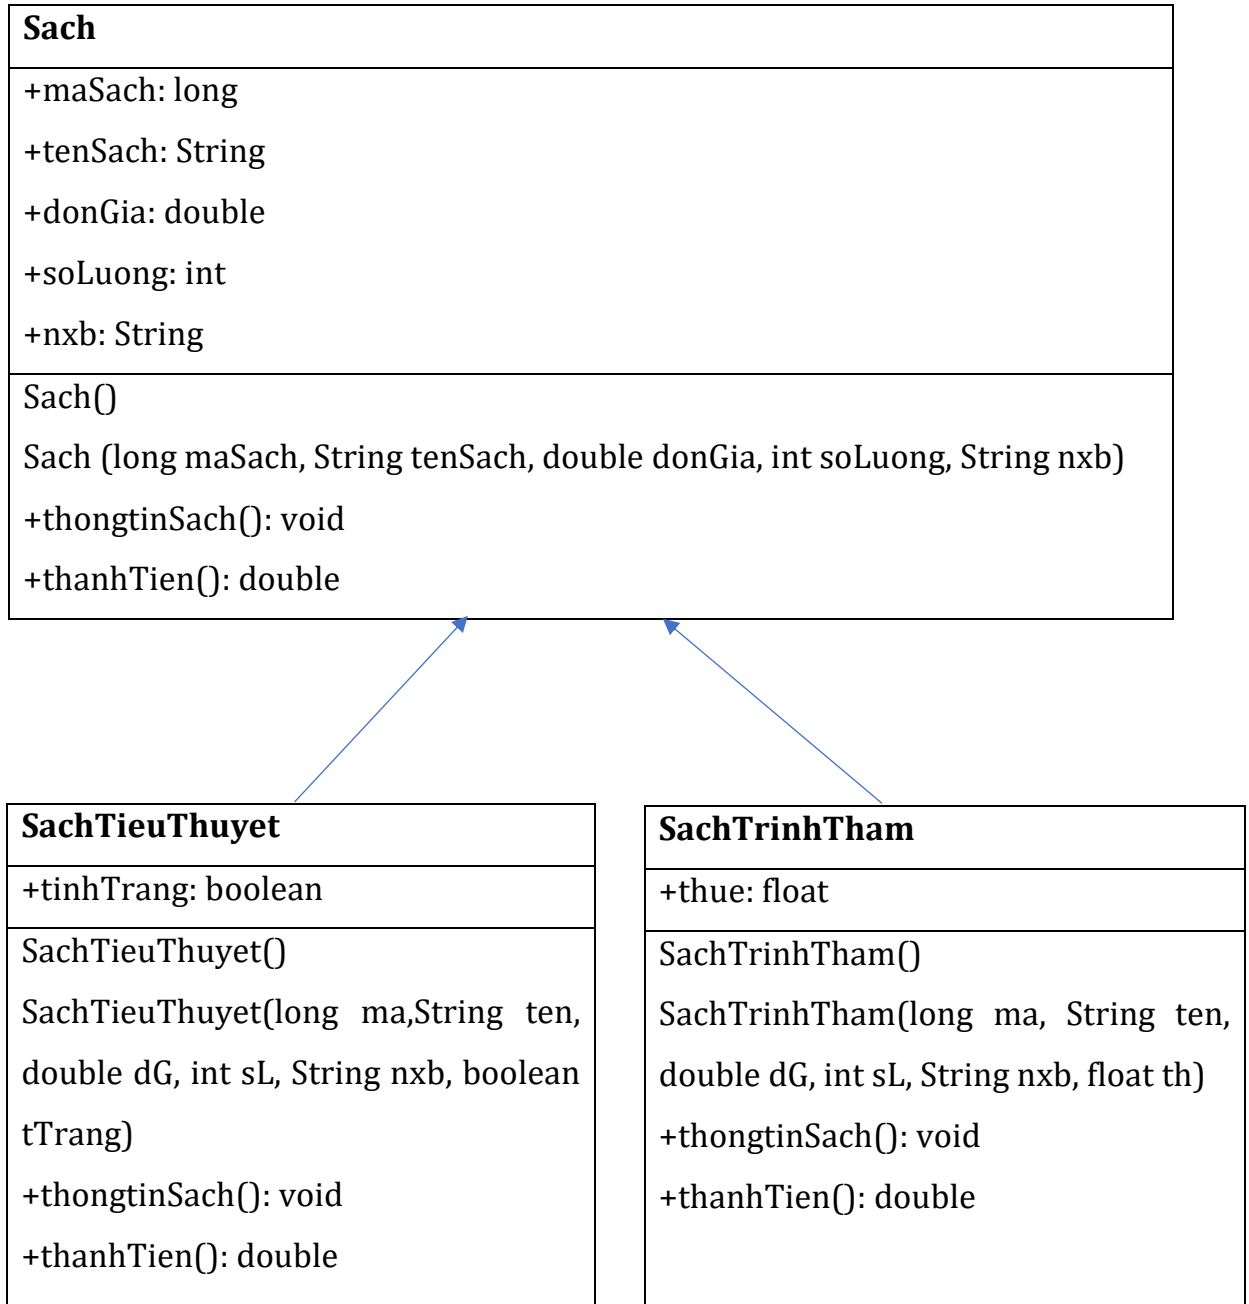 Sach
+maSach: long
+tenSach: String
+donGia: double
+soLuong: int
+nxb: String
Sach()
Sach (long maSach, String tenSach, double donGia, int soLuong, String nxb)
+thongtinSach(): void
+thanhTien(): double
SachTieuThuyet
+tinhTrang: boolean
SachTieuThuyet()
SachTieuThuyet(long ma,String ten,
double dG, int sL, String nxb, boolean
tTrang)
+thongtinSach(): void
+thanhTien(): double
SachTrinhTham
+thue: float
SachTrinhTham()
SachTrinhTham(long ma, String ten,
double dG, int sL, String nxb, float th)
+thongtinSach(): void
+thanhTien(): double